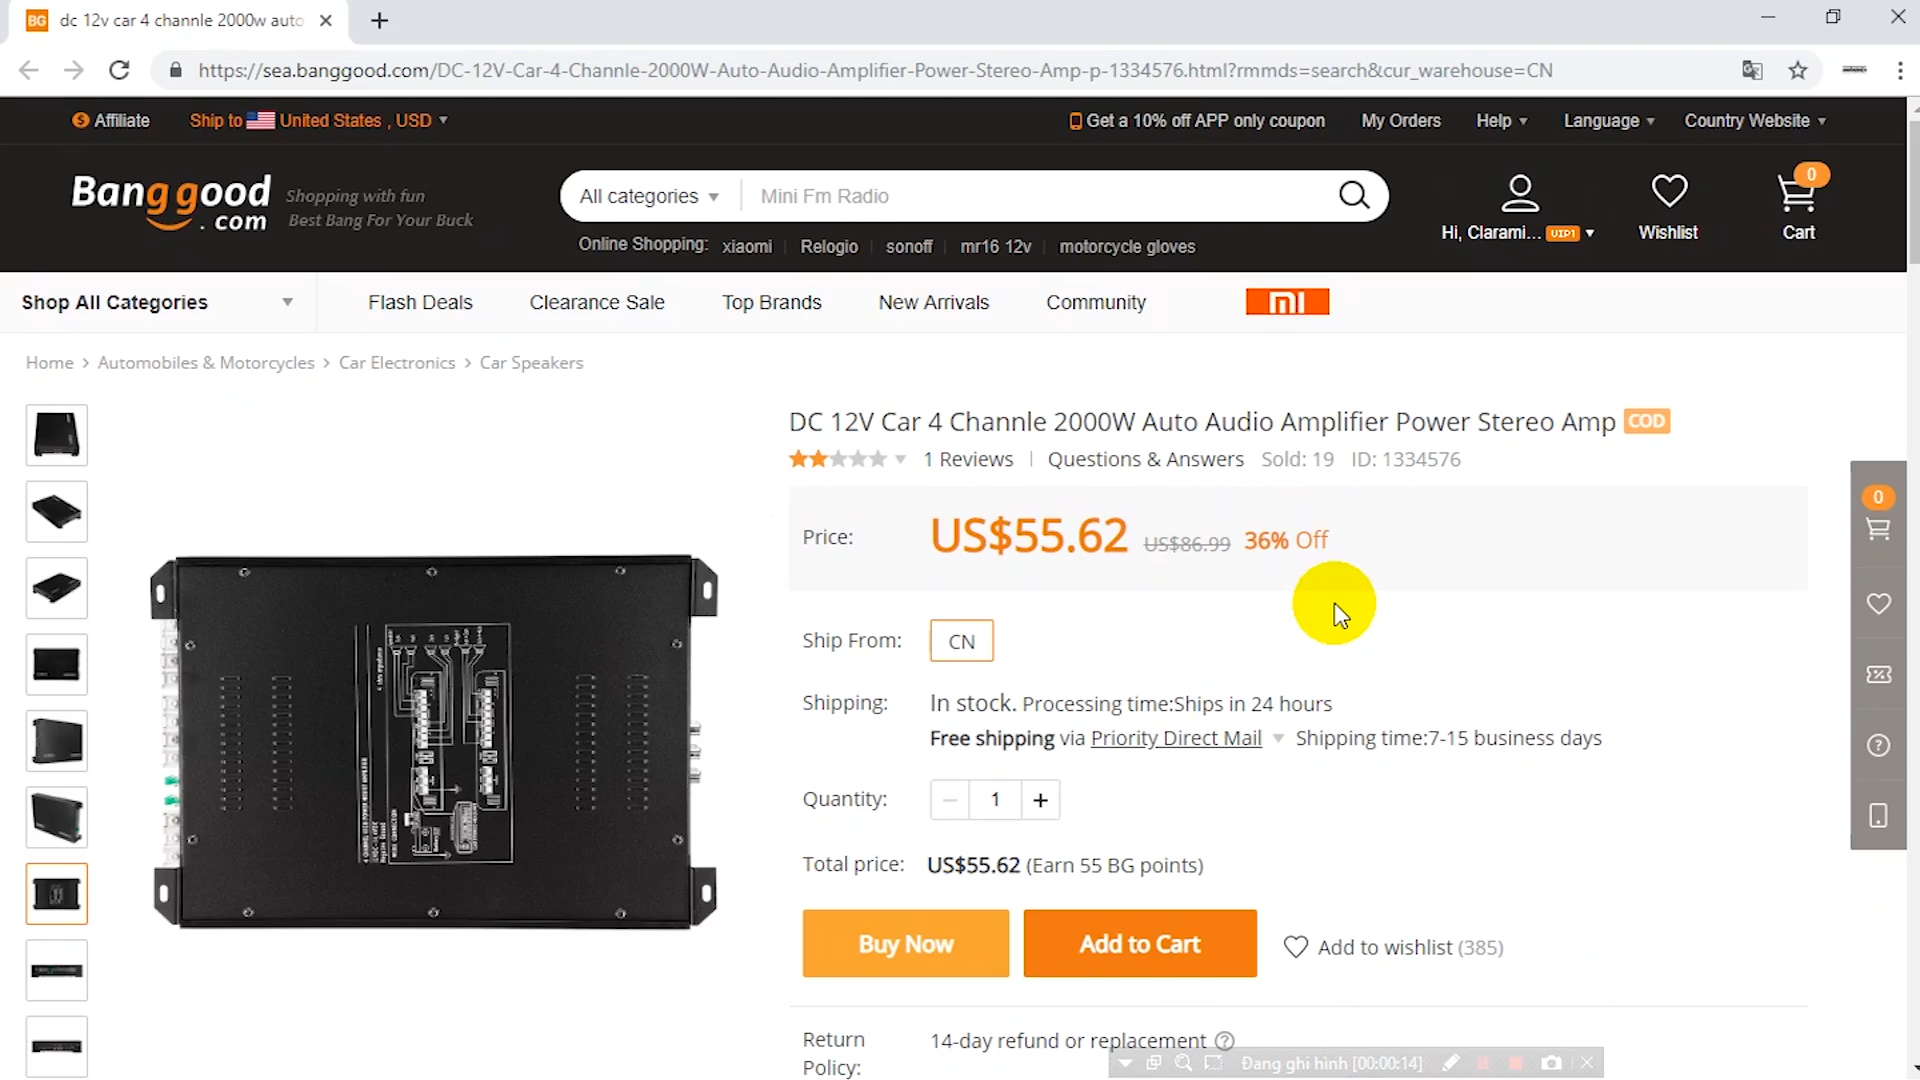 BG dc 12v car 4 channle 2000w auto
https://sea.banggood.com/DC-12V-Car-4-Channle-2000W-Auto-Audio-Amplifier-Power-Stereo-Amp-p-1334576.html?rmmds=search&cur_warehouse=CN
Affiliate Ship to United States , USD Get a 10% off APP only coupon My Orders Help Language Country Website
Banggood.com Shopping with fun
Best Bang For Your Buck
All categories Mini Fm Radio
0
Hi, Clarami... VIP1 Wishlist Cart
Online Shopping: xiaomi Relogio sonoff mr16 12v motorcycle gloves
Shop All Categories Flash Deals Clearance Sale Top Brands New Arrivals Community mi
Home > Automobiles & Motorcycles > Car Electronics > Car Speakers
DC 12V Car 4 Channle 2000W Auto Audio Amplifier Power Stereo Amp COD
1 Reviews Questions & Answers Sold: 19 ID: 1334576
Price: US$55.62 US$86.99 36% Off
0
Ship From: CN
Shipping: In stock. Processing time:Ships in 24 hours
Free shipping via Priority Direct Mail Shipping time:7-15 business days
Quantity: − 1 +
Total price: US$55.62 (Earn 55 BG points)
Buy Now Add to Cart Add to wishlist (385)
Return Policy: 14-day refund or replacement
Đang ghi hình [00:00:14]